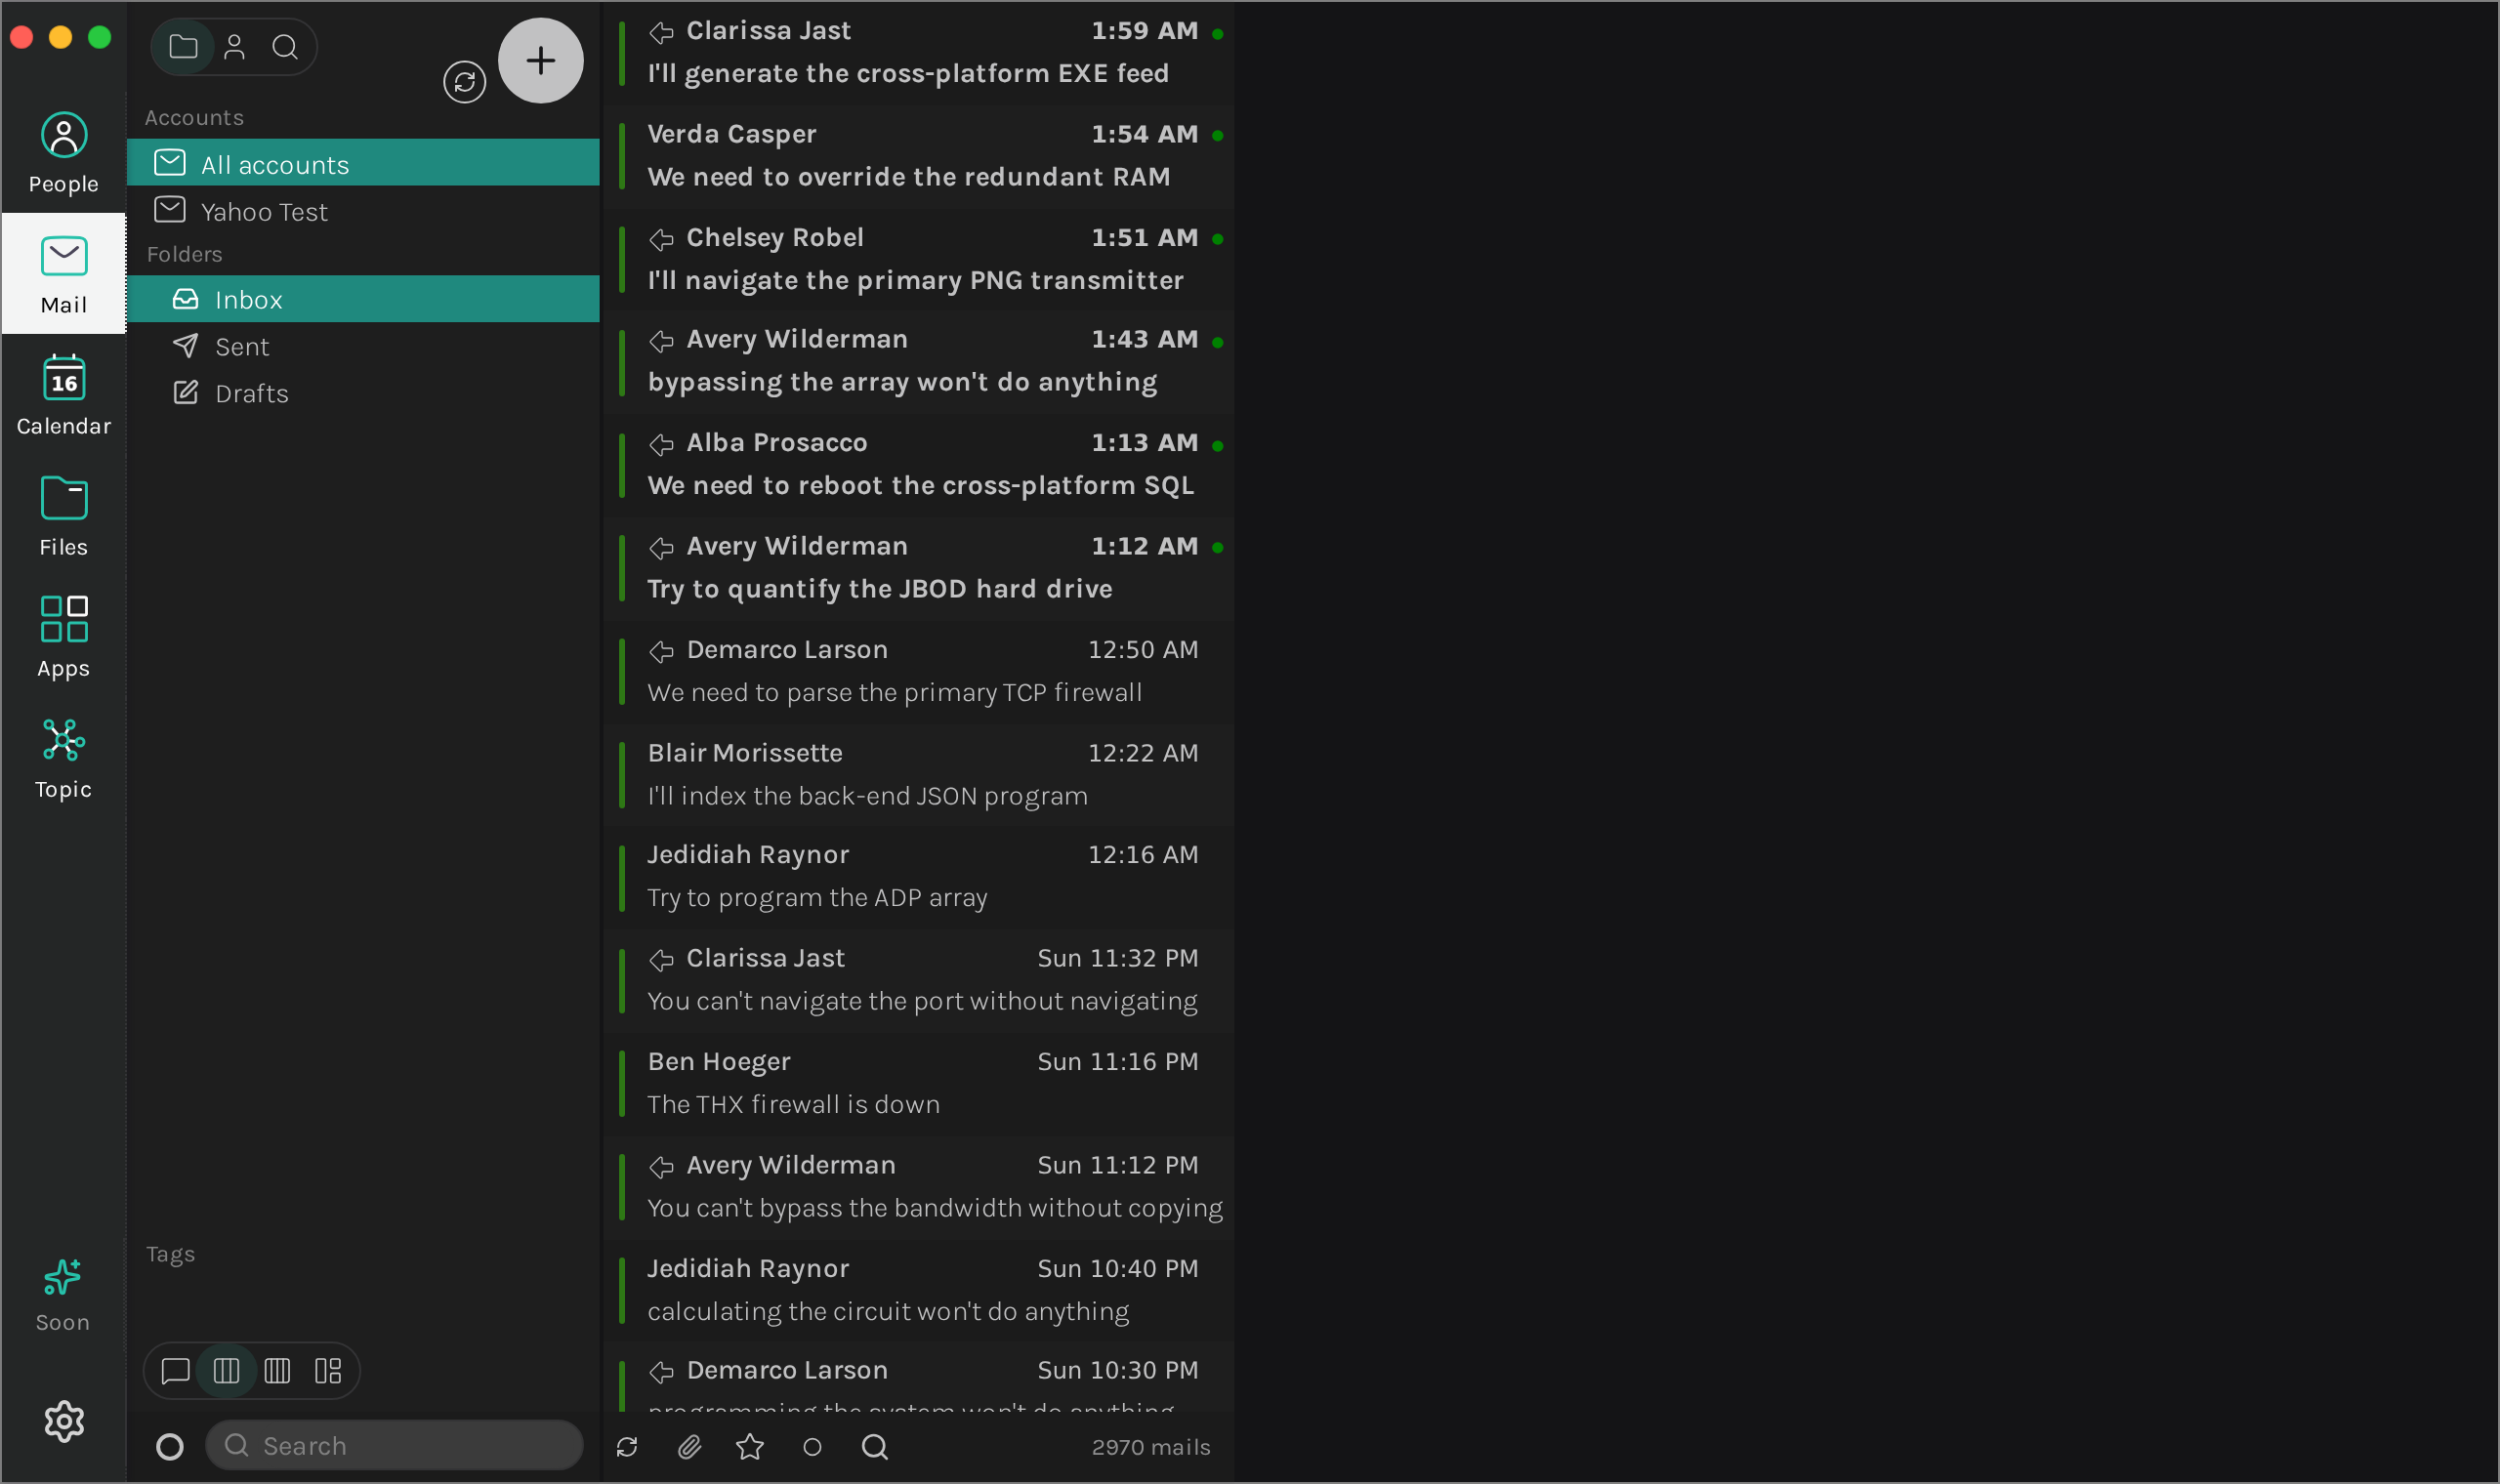 People
Mail
16
Calendar
Files
Apps
Topic
Soon
Accounts
All accounts
Yahoo Test
Folders
Inbox
Sent
Drafts
Tags
Search
Clarissa Jast 1:59 AM
I'll generate the cross-platform EXE feed
Verda Casper 1:54 AM
We need to override the redundant RAM
Chelsey Robel 1:51 AM
I'll navigate the primary PNG transmitter
Avery Wilderman 1:43 AM
bypassing the array won't do anything
Alba Prosacco 1:13 AM
We need to reboot the cross-platform SQL
Avery Wilderman 1:12 AM
Try to quantify the JBOD hard drive
Demarco Larson 12:50 AM
We need to parse the primary TCP firewall
Blair Morissette 12:22 AM
I'll index the back-end JSON program
Jedidiah Raynor 12:16 AM
Try to program the ADP array
Clarissa Jast Sun 11:32 PM
You can't navigate the port without navigating
Ben Hoeger Sun 11:16 PM
The THX firewall is down
Avery Wilderman Sun 11:12 PM
You can't bypass the bandwidth without copying
Jedidiah Raynor Sun 10:40 PM
calculating the circuit won't do anything
Demarco Larson Sun 10:30 PM
programming the system won't do anything
2970 mails